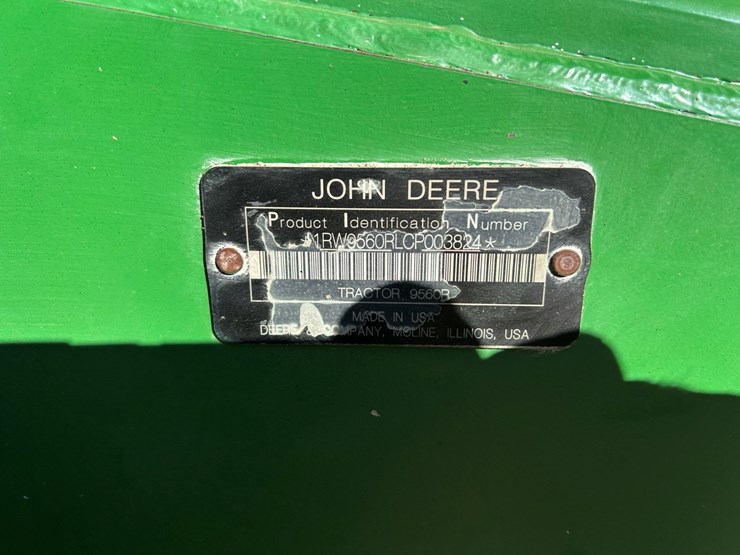 JOHN DEERE
Product Identification Number
1RW9560RLCP003824*
TRACTOR 9560R
MADE IN USA
DEERE & COMPANY, MOLINE, ILLINOIS, USA